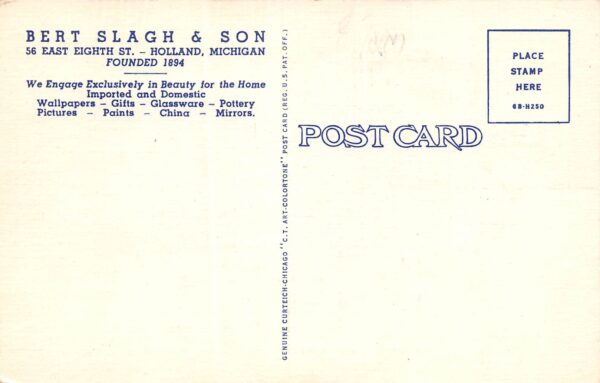 BERT SLAGH & SON
56 EAST EIGHTH ST. – HOLLAND, MICHIGAN
FOUNDED 1894
We Engage Exclusively in Beauty for the Home
Imported and Domestic
Wallpapers – Gifts – Glassware – Pottery
Pictures – Paints – China – Mirrors.
GENUINE CURTEICH-CHICAGO "C.T. ART-COLORTONE" POST CARD (REG. U.S. PAT. OFF.)
POST CARD
PLACE
STAMP
HERE
6B-H250